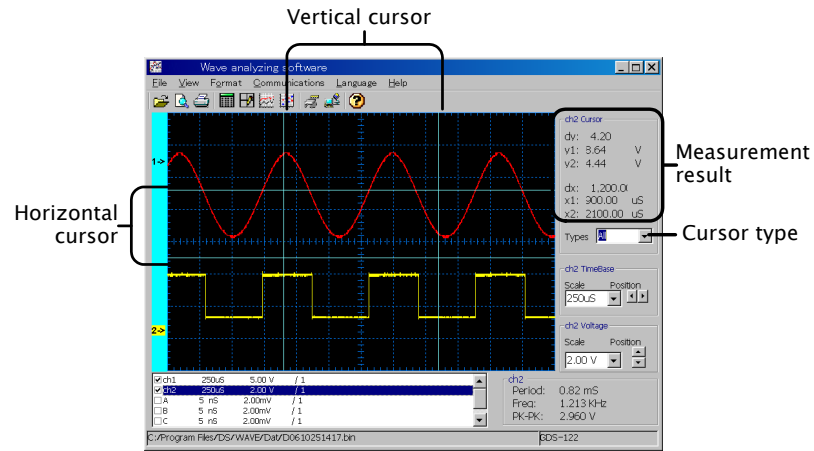 Vertical cursor
Wave analyzing software
File View Format Communications Language Help
ch2 Cursor
dv: 4.20
v1: 8.64 V
v2: 4.44 V
dx: 1,200.0(
x1: 900.00 uS
x2: 2100.00 uS
Measurement
result
Horizontal
cursor
1->
2->
Types All
Cursor type
ch2 TimeBase
Scale Position
250uS
ch2 Voltage
Scale Position
2.00 V
ch1 250uS 5.00 V / 1
ch2 250uS 2.00 V / 1
A 5 nS 2.00mV / 1
B 5 nS 2.00mV / 1
C 5 nS 2.00mV / 1
ch2
Period: 0.82 mS
Freq: 1.213 KHz
PK-PK: 2.960 V
C:/Program Files/DS/WAVE/Dat/D0610251417.bin
GDS-122